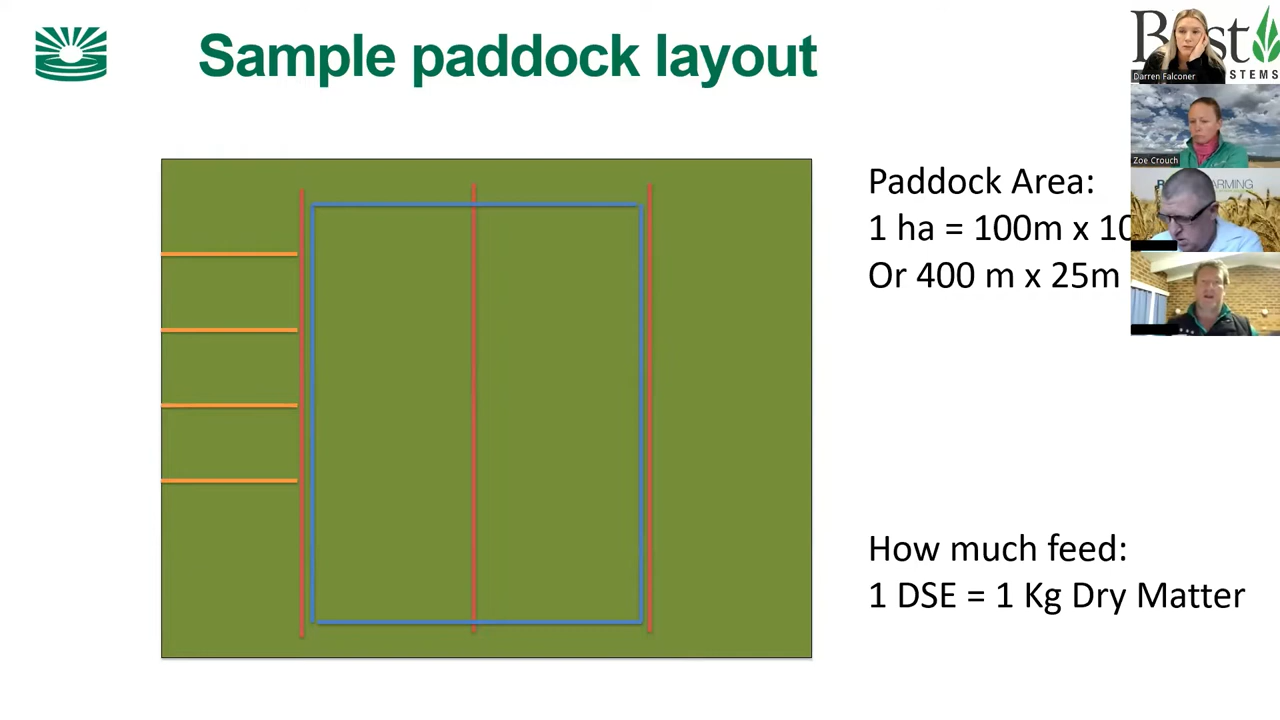 Sample paddock layout
Paddock Area:
1 ha = 100m x 10
Or 400 m x 25m
How much feed:
1 DSE = 1 Kg Dry Matter
Darren Falconer
STEMS
Zoe Crouch
ARMING